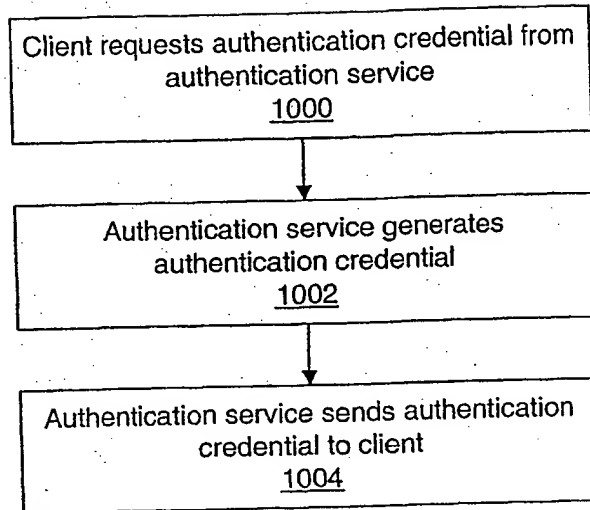 Client requests authentication credential from
authentication service
1000
Authentication service generates
authentication credential
1002
Authentication service sends authentication
credential to client
1004